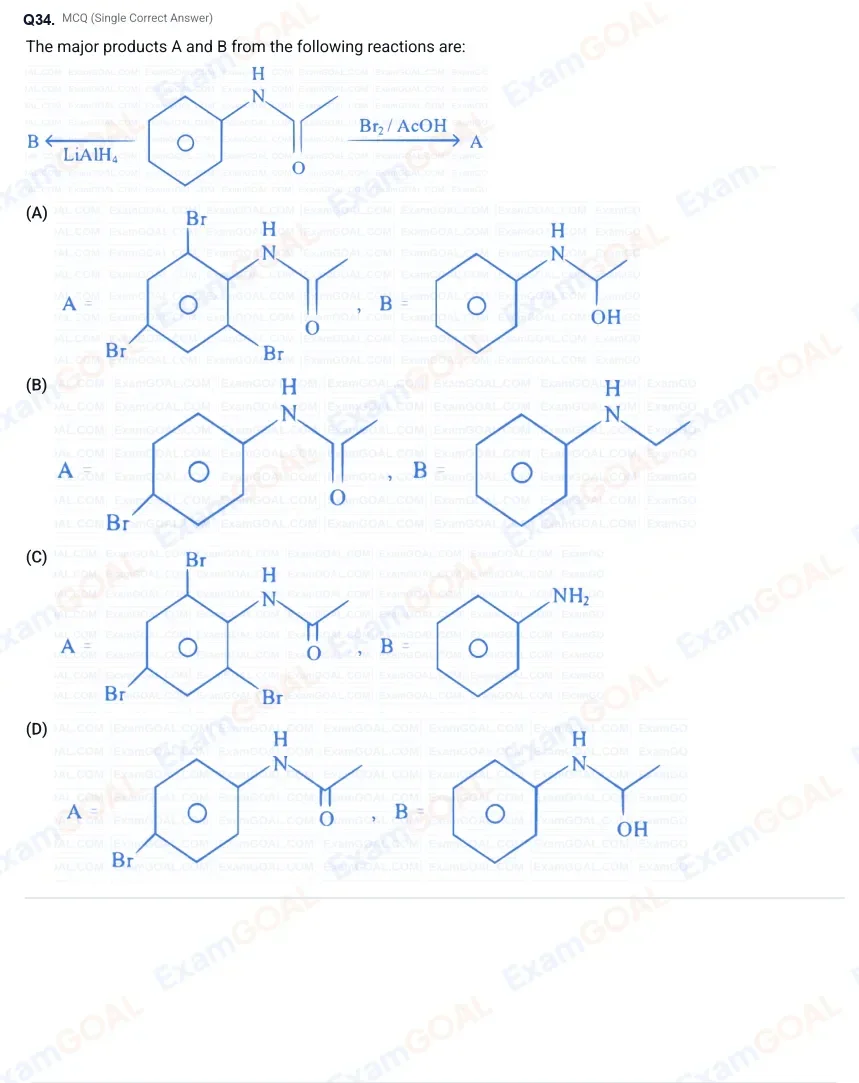 Q34. MCQ (Single Correct Answer)
The major products A and B from the following reactions are:
H
N
B
LiAlH₄
O
Br₂ / AcOH
A
(A)
Br
H
N
A =
O
Br
Br
, B =
H
N
OH
(B)
H
N
A =
O
Br
, B =
H
N
(C)
Br
H
N
A =
O
Br
Br
, B =
NH₂
(D)
H
N
A =
O
Br
, B =
H
N
OH
ExamGOAL